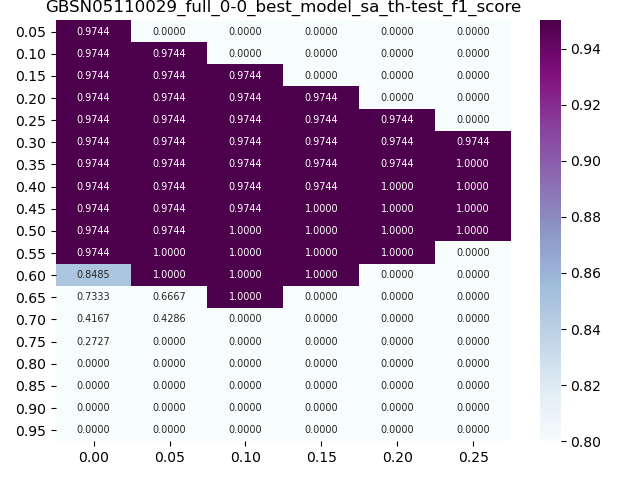 GBSN05110029_full_0-0_best_model_sa_th-test_f1_score
0.05 0.9744 0.0000 0.0000 0.0000 0.0000 0.0000
0.10 0.9744 0.9744 0.0000 0.0000 0.0000 0.0000
0.15 0.9744 0.9744 0.9744 0.0000 0.0000 0.0000
0.20 0.9744 0.9744 0.9744 0.9744 0.0000 0.0000
0.25 0.9744 0.9744 0.9744 0.9744 0.9744 0.0000
0.30 0.9744 0.9744 0.9744 0.9744 0.9744 0.9744
0.35 0.9744 0.9744 0.9744 0.9744 0.9744 1.0000
0.40 0.9744 0.9744 0.9744 0.9744 1.0000 1.0000
0.45 0.9744 0.9744 0.9744 1.0000 1.0000 1.0000
0.50 0.9744 0.9744 1.0000 1.0000 1.0000 1.0000
0.55 0.9744 1.0000 1.0000 1.0000 1.0000 0.0000
0.60 0.8485 1.0000 1.0000 1.0000 0.0000 0.0000
0.65 0.7333 0.6667 1.0000 0.0000 0.0000 0.0000
0.70 0.4167 0.4286 0.0000 0.0000 0.0000 0.0000
0.75 0.2727 0.0000 0.0000 0.0000 0.0000 0.0000
0.80 0.0000 0.0000 0.0000 0.0000 0.0000 0.0000
0.85 0.0000 0.0000 0.0000 0.0000 0.0000 0.0000
0.90 0.0000 0.0000 0.0000 0.0000 0.0000 0.0000
0.95 0.0000 0.0000 0.0000 0.0000 0.0000 0.0000
0.00 0.05 0.10 0.15 0.20 0.25
0.94
0.92
0.90
0.88
0.86
0.84
0.82
0.80